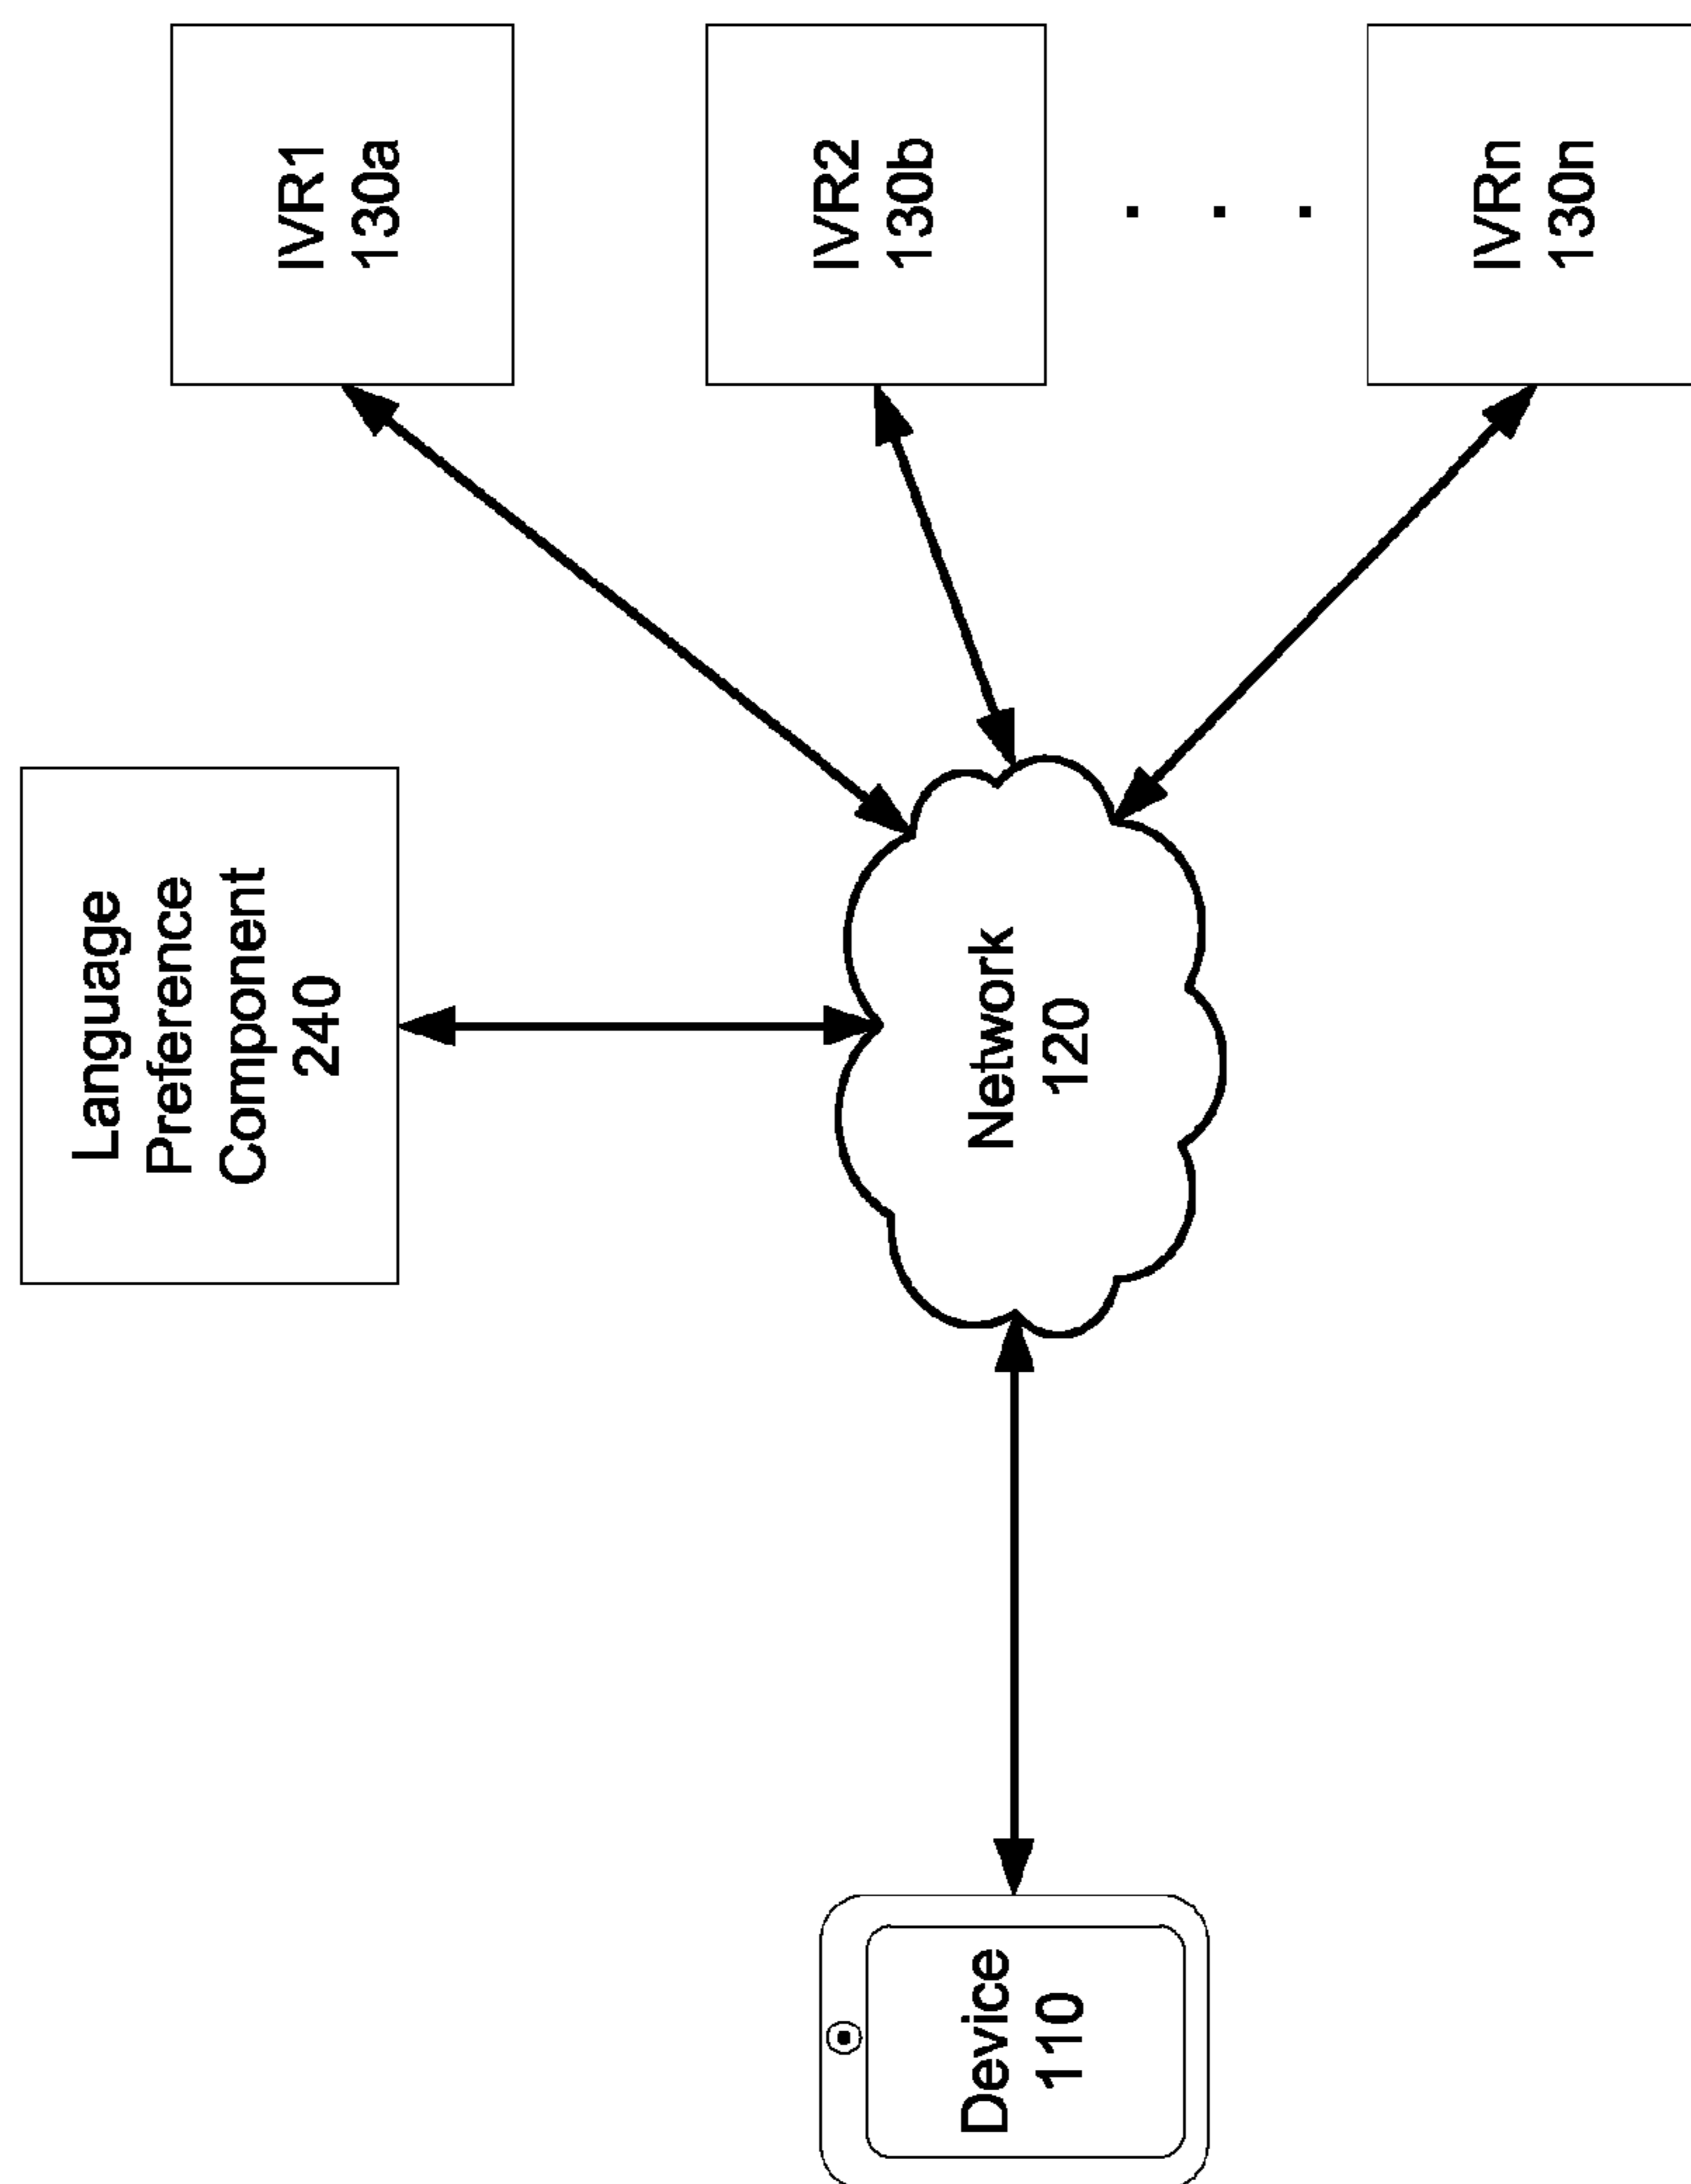 Language
Preference
Component
240
IVR1
130a
IVR2
130b
IVRn
130n
Network
120
Device
110